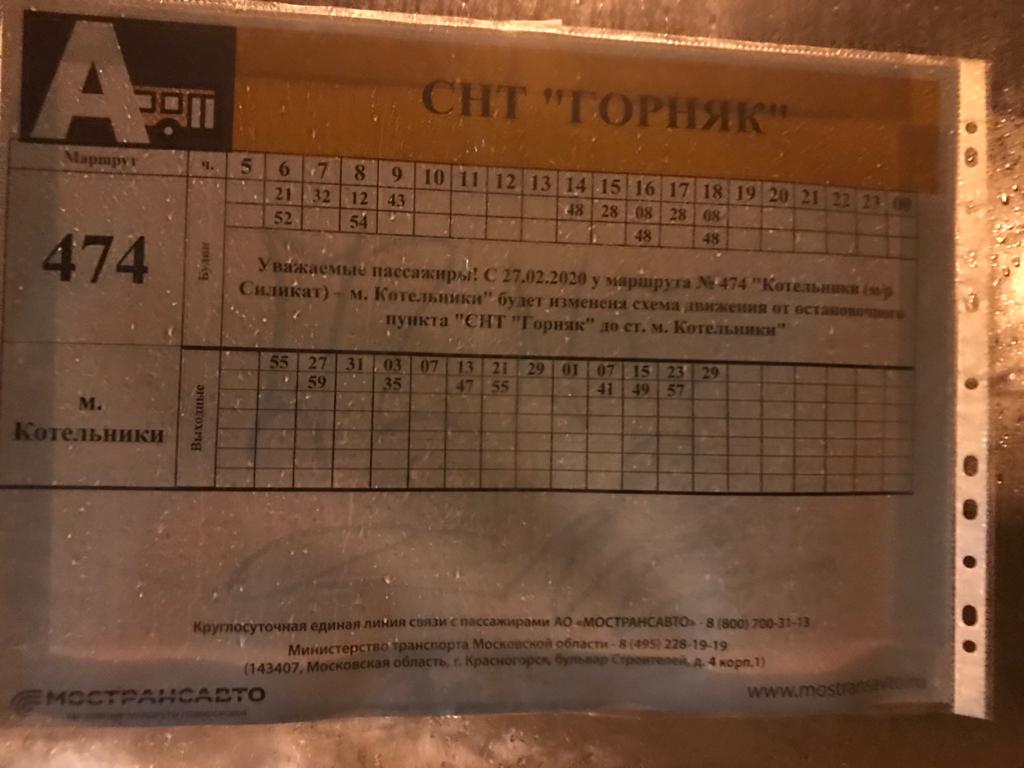 А
СНТ "ГОРНЯК"
Маршрут ч. 5 6 7 8 9 10 11 12 13 14 15 16 17 18 19 20 21 22 23 00
474 Будни 21 32 12 43 48 28 08 28 08
52 54 48 48
Уважаемые пассажиры! С 27.02.2020 у маршрута № 474 "Котельники (м/р
Силикат) – м. Котельники" будет изменена схема движения от остановочного
пункта "СНТ "Горняк" до ст. м. Котельники"
м.
Котельники
Выходные 55 27 31 03 07 13 21 29 01 07 15 23 29
59 35 47 55 41 49 57
Круглосуточная единая линия связи с пассажирами АО «МОСТРАНСАВТО» - 8 (800) 700-31-13
Министерство транспорта Московской области - 8 (495) 228-19-19
(143407, Московская область, г. Красногорск, бульвар Строителей, д. 4 корп.1)
МОСТРАНСАВТО
www.mostransavto.ru